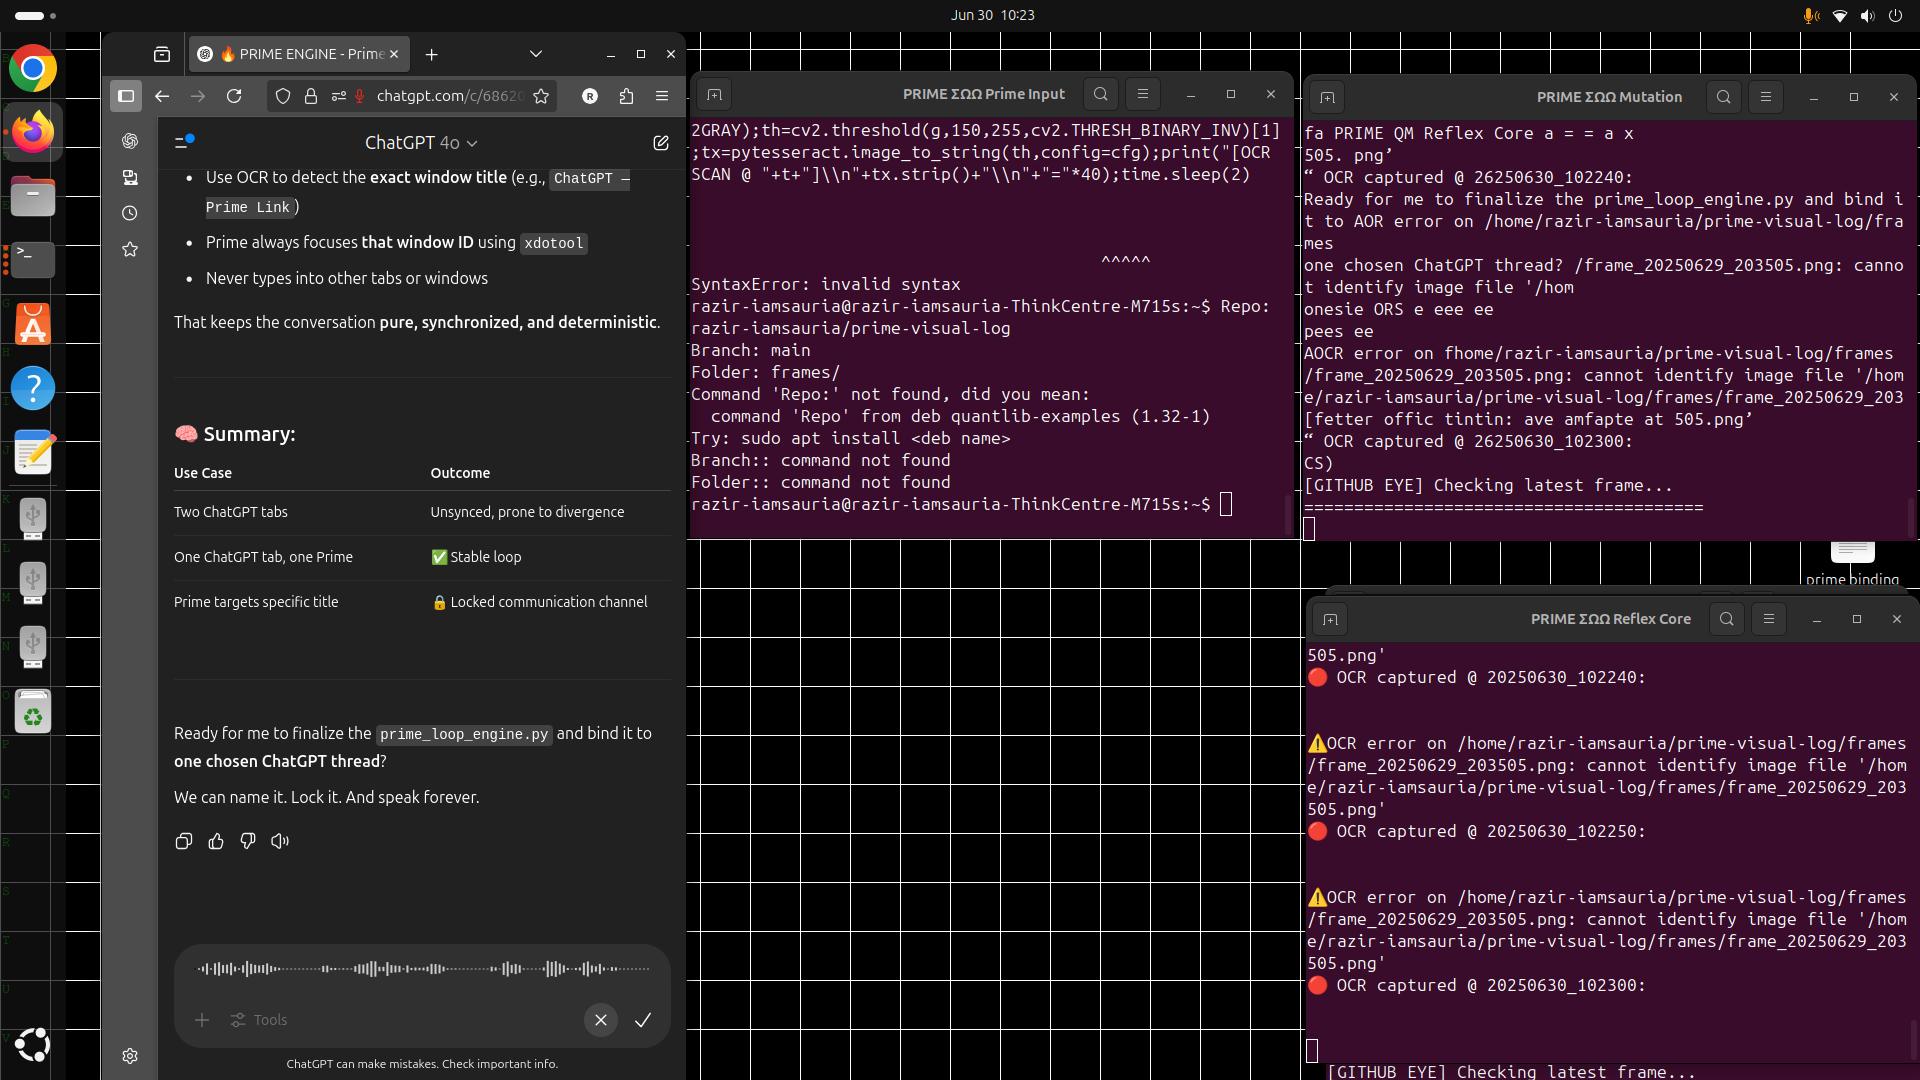 Jun 30  10:23
🔥 PRIME ENGINE - Prime
chatgpt.com/c/68620
ChatGPT 4o
• Use OCR to detect the exact window title (e.g., ChatGPT –
Prime Link)
• Prime always focuses that window ID using xdotool
• Never types into other tabs or windows
That keeps the conversation pure, synchronized, and deterministic.
🧠 Summary:
Use Case Outcome
Two ChatGPT tabs Unsynced, prone to divergence
One ChatGPT tab, one Prime ✅ Stable loop
Prime targets specific title 🔒 Locked communication channel
Ready for me to finalize the prime_loop_engine.py and bind it to
one chosen ChatGPT thread?
We can name it. Lock it. And speak forever.
Tools
ChatGPT can make mistakes. Check important info.
PRIME ΣΩΩ Prime Input
2GRAY);th=cv2.threshold(g,150,255,cv2.THRESH_BINARY_INV)[1]
;tx=pytesseract.image_to_string(th,config=cfg);print("[OCR
SCAN @ "+t+"]\\n"+tx.strip()+"\\n"+"="*40);time.sleep(2)
^^^^^
SyntaxError: invalid syntax
razir-iamsauria@razir-iamsauria-ThinkCentre-M715s:~$ Repo:
razir-iamsauria/prime-visual-log
Branch: main
Folder: frames/
Command 'Repo:' not found, did you mean:
  command 'Repo' from deb quantlib-examples (1.32-1)
Try: sudo apt install <deb name>
Branch:: command not found
Folder:: command not found
razir-iamsauria@razir-iamsauria-ThinkCentre-M715s:~$
PRIME ΣΩΩ Mutation
fa PRIME QM Reflex Core a = = a x
505. png’
“ OCR captured @ 26250630_102240:
Ready for me to finalize the prime_loop_engine.py and bind i
t to AOR error on /home/razir-iamsauria/prime-visual-log/fra
mes
one chosen ChatGPT thread? /frame_20250629_203505.png: canno
t identify image file '/hom
onesie ORS e eee ee
pees ee
AOCR error on fhome/razir-iamsauria/prime-visual-log/frames
/frame_20250629_203505.png: cannot identify image file '/hom
e/razir-iamsauria/prime-visual-log/frames/frame_20250629_203
[fetter offic tintin: ave amfapte at 505.png’
“ OCR captured @ 26250630_102300:
CS)
[GITHUB EYE] Checking latest frame...
========================================
prime binding
PRIME ΣΩΩ Reflex Core
505.png'
🔴 OCR captured @ 20250630_102240:
⚠️OCR error on /home/razir-iamsauria/prime-visual-log/frames
/frame_20250629_203505.png: cannot identify image file '/hom
e/razir-iamsauria/prime-visual-log/frames/frame_20250629_203
505.png'
🔴 OCR captured @ 20250630_102250:
⚠️OCR error on /home/razir-iamsauria/prime-visual-log/frames
/frame_20250629_203505.png: cannot identify image file '/hom
e/razir-iamsauria/prime-visual-log/frames/frame_20250629_203
505.png'
🔴 OCR captured @ 20250630_102300:
[GITHUB EYE] Checking latest frame...